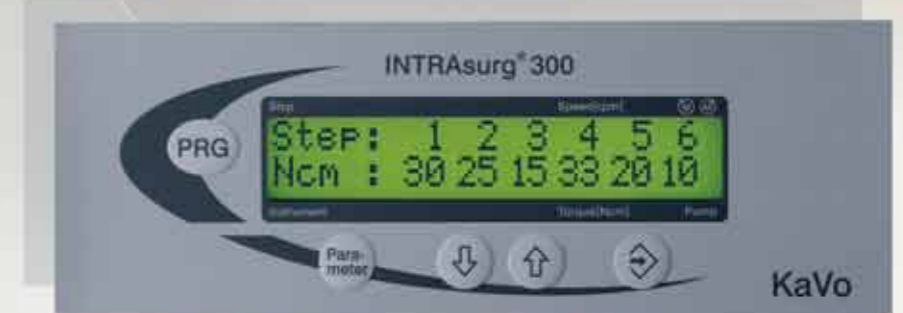 INTRAsurg® 300
Step Speed[rpm]
PRG
Step: 1 2 3 4 5 6
Ncm : 30 25 15 33 20 10
Instrument Torque[Ncm] Pump
Para-
meter
KaVo